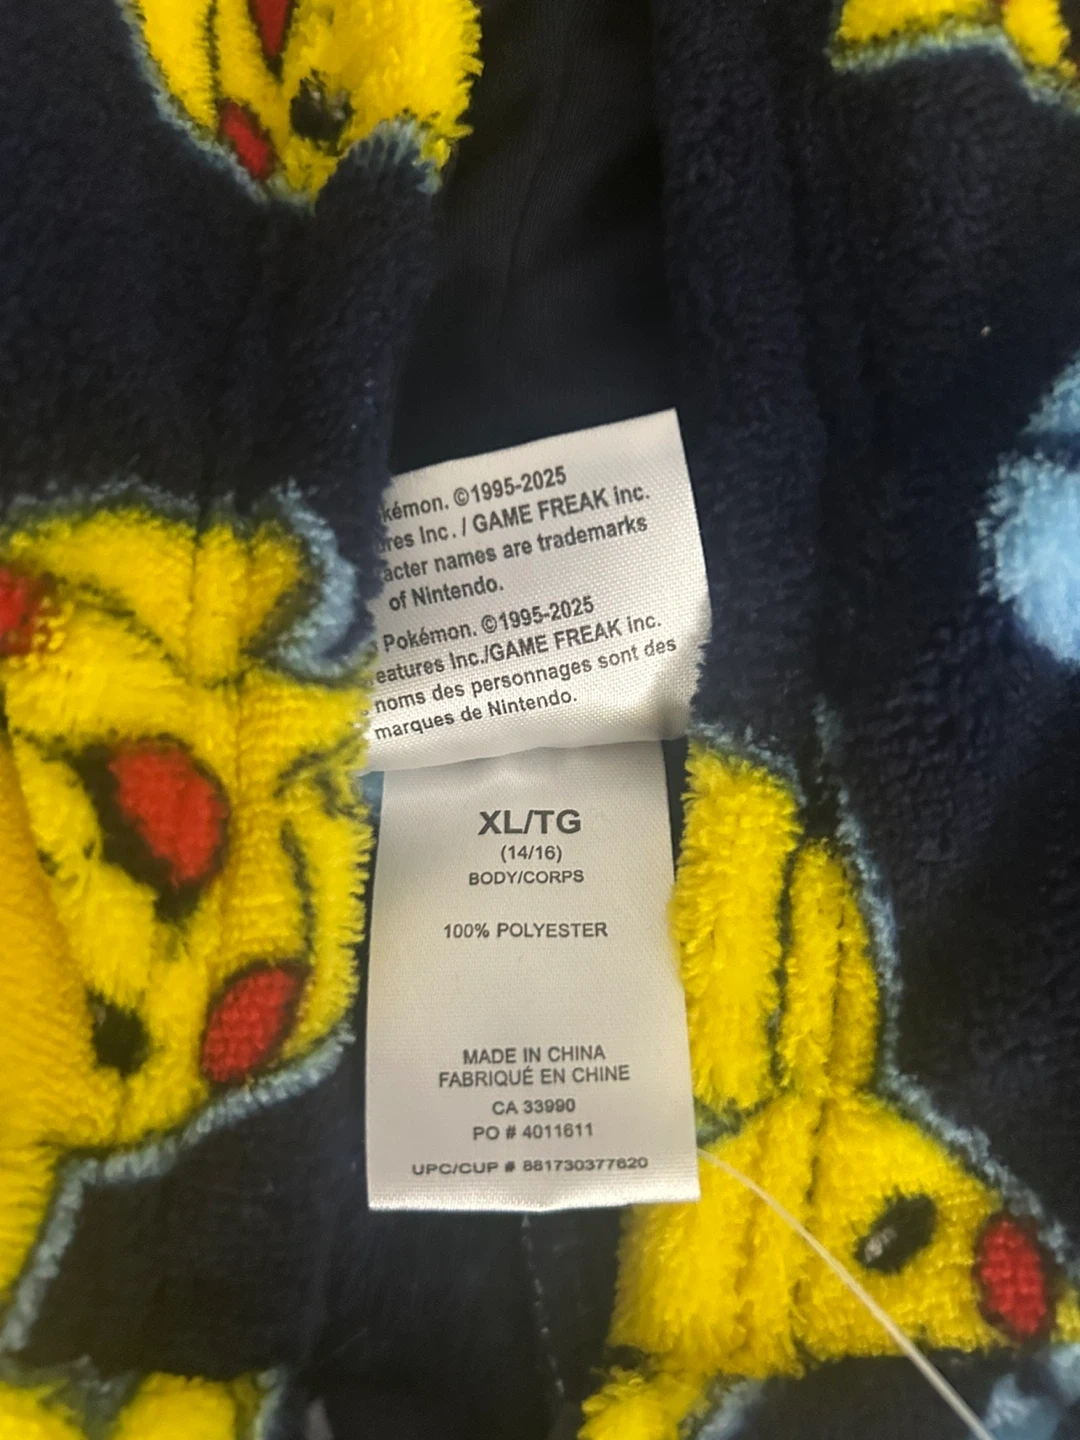 kémon. ©1995-2025
res Inc. / GAME FREAK inc.
acter names are trademarks
of Nintendo.
Pokémon. ©1995-2025
eatures Inc./GAME FREAK inc.
noms des personnages sont des
marques de Nintendo.
XL/TG
(14/16)
BODY/CORPS
100% POLYESTER
MADE IN CHINA
FABRIQUÉ EN CHINE
CA 33990
PO # 4011611
UPC/CUP # 881730377620